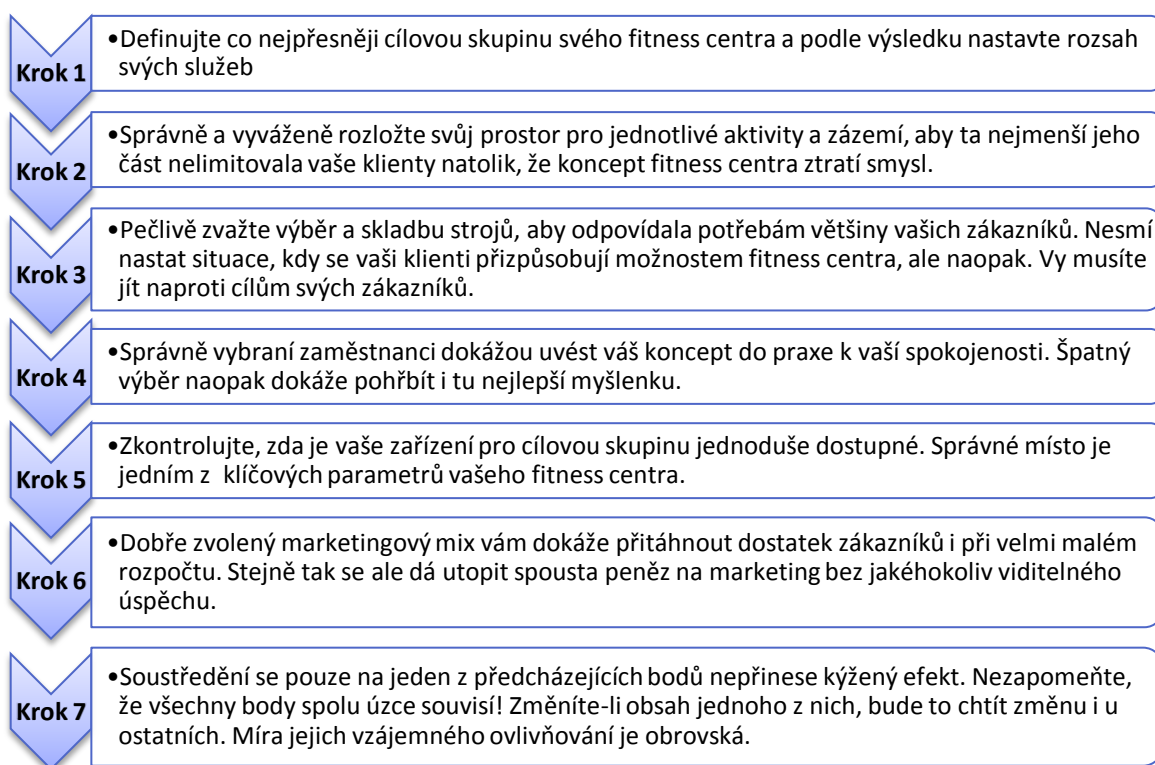 Krok 1
•Definujte co nejpřesněji cílovou skupinu svého fitness centra a podle výsledku nastavte rozsah
svých služeb
Krok 2
•Správně a vyváženě rozložte svůj prostor pro jednotlivé aktivity a zázemí, aby ta nejmenší jeho
část nelimitovala vaše klienty natolik, že koncept fitness centra ztratí smysl.
Krok 3
•Pečlivě zvažte výběr a skladbu strojů, aby odpovídala potřebám většiny vašich zákazníků. Nesmí
nastat situace, kdy se vaši klienti přizpůsobují možnostem fitness centra, ale naopak. Vy musíte
jít naproti cílům svých zákazníků.
Krok 4
•Správně vybraní zaměstnanci dokážou uvést váš koncept do praxe k vaší spokojenosti. Špatný
výběr naopak dokáže pohřbít i tu nejlepší myšlenku.
Krok 5
•Zkontrolujte, zda je vaše zařízení pro cílovou skupinu jednoduše dostupné. Správné místo je
jedním z  klíčových parametrů vašeho fitness centra.
Krok 6
•Dobře zvolený marketingový mix vám dokáže přitáhnout dostatek zákazníků i při velmi malém
rozpočtu. Stejně tak se ale dá utopit spousta peněz na marketing bez jakéhokoliv viditelného
úspěchu.
Krok 7
•Soustředění se pouze na jeden z předcházejících bodů nepřinese kýžený efekt. Nezapomeňte,
že všechny body spolu úzce souvisí! Změníte-li obsah jednoho z nich, bude to chtít změnu i u
ostatních. Míra jejich vzájemného ovlivňování je obrovská.